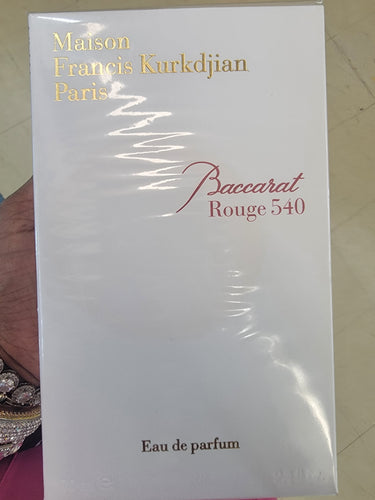 Maison
Francis Kurkdjian
Paris
Baccarat
Rouge 540
Eau de parfum